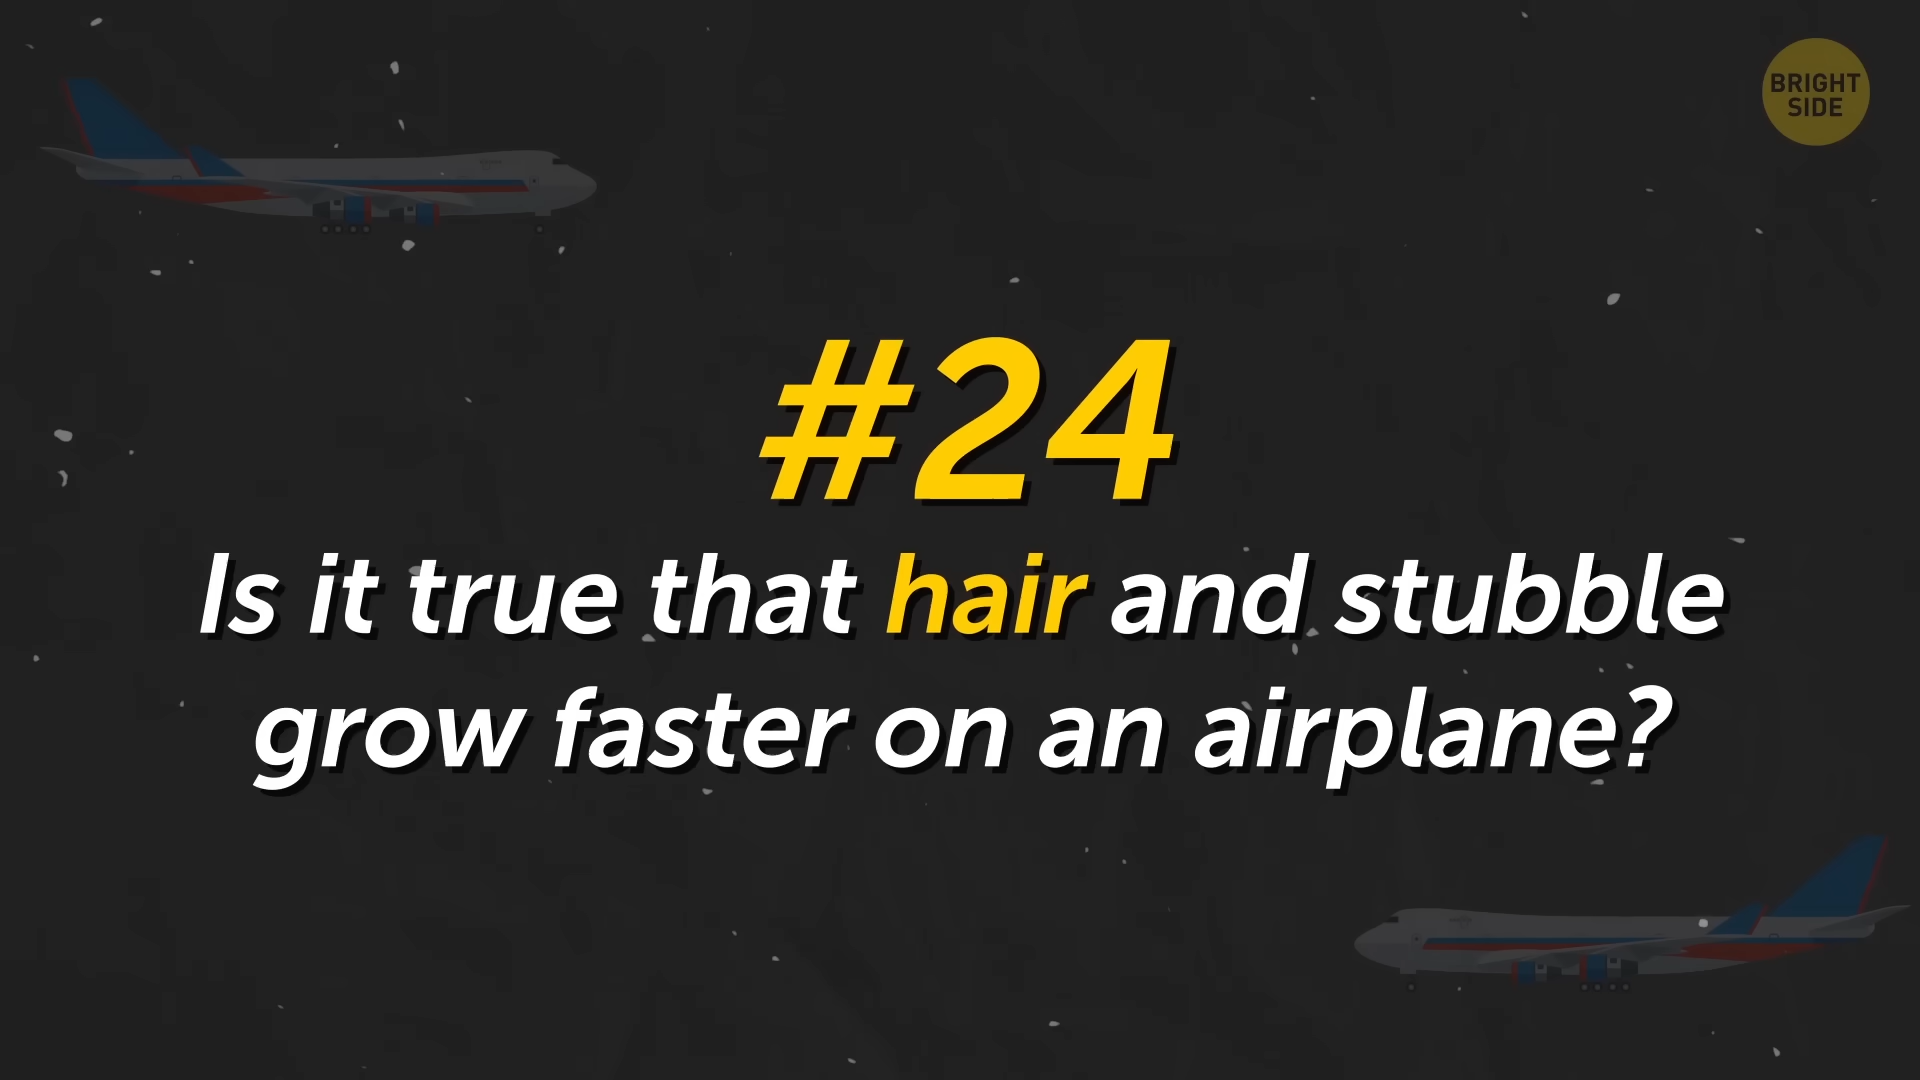 BRIGHT
SIDE
#24
Is it true that hair and stubble
grow faster on an airplane?